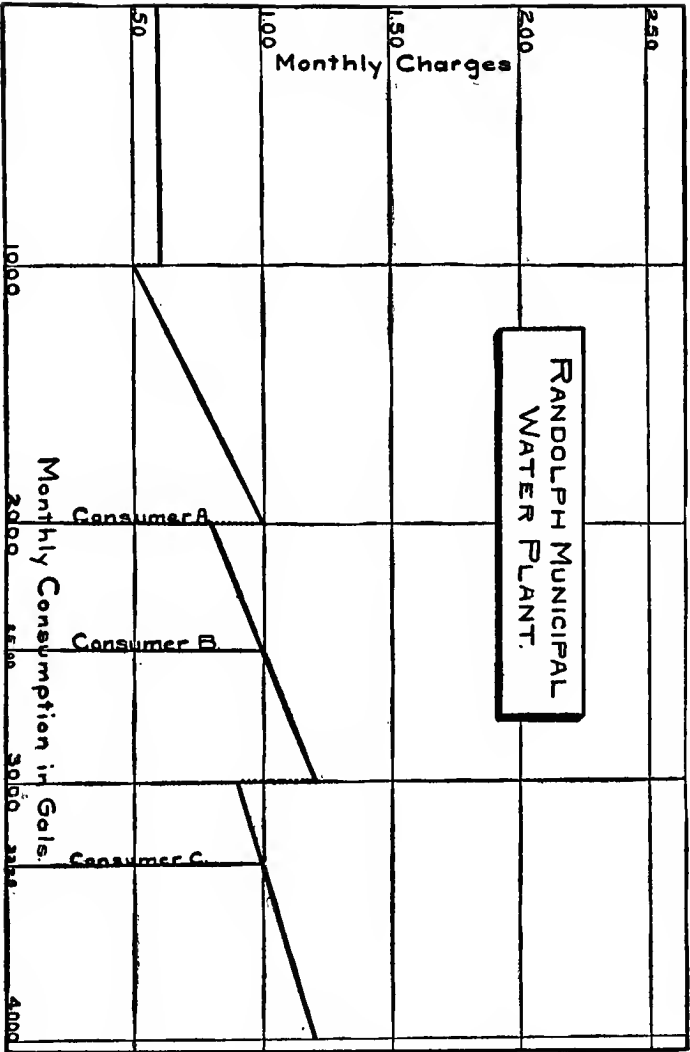 RANDOLPH MUNICIPAL
WATER PLANT.
Monthly Charges
2.50
2.00
1.50
1.00
.50
Consumer A.
Consumer B.
Consumer C.
1000
2000
2500
3000
4000
Monthly Consumption in Gals.